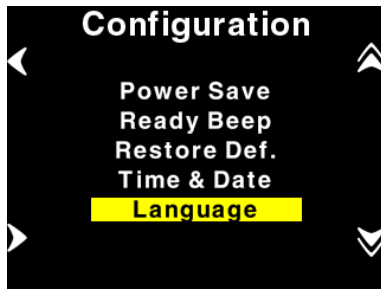 Configuration
Power Save
Ready Beep
Restore Def.
Time & Date
Language